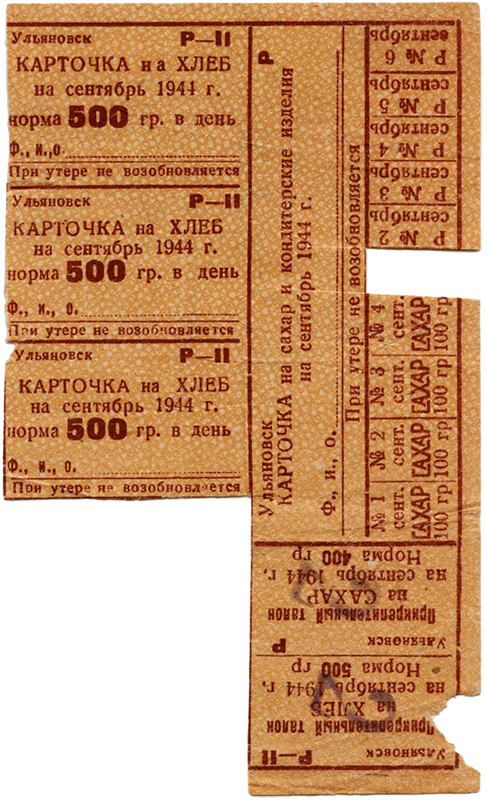 Ульяновск Р—II
КАРТОЧКА на ХЛЕБ
на сентябрь 1944 г.
норма 500 гр. в день
Ф., И., О.
При утере не возобновляется
Ульяновск Р—II
КАРТОЧКА на ХЛЕБ
на сентябрь 1944 г.
норма 500 гр. в день
Ф., И., О.
При утере не возобновляется
Ульяновск Р—II
КАРТОЧКА на ХЛЕБ
на сентябрь 1944 г.
норма 500 гр. в день
Ф., И., О.
При утере не возобновляется
Ульяновск Р
КАРТОЧКА на сахар и кондитерские изделия
на сентябрь 1944 г.
Ф., И., О.
При утере не возобновляется
Р № 6
сентябрь
Р № 5
сентябрь
Р № 4
сентябрь
Р № 3
сентябрь
Р № 2
сентябрь
№ 4
сент.
САХАР
100 гр
№ 3
сент.
САХАР
100 гр
№ 2
сент.
САХАР
100 гр
№ 1
сент.
САХАР
100 гр
Р
Ульяновск
Прикрепительный талон
на САХАР
на сентябрь 1944 г.
Норма 400 гр
Ульяновск Р—II
Прикрепительный талон
на ХЛЕБ
на сентябрь 1944 г.
Норма 500 гр